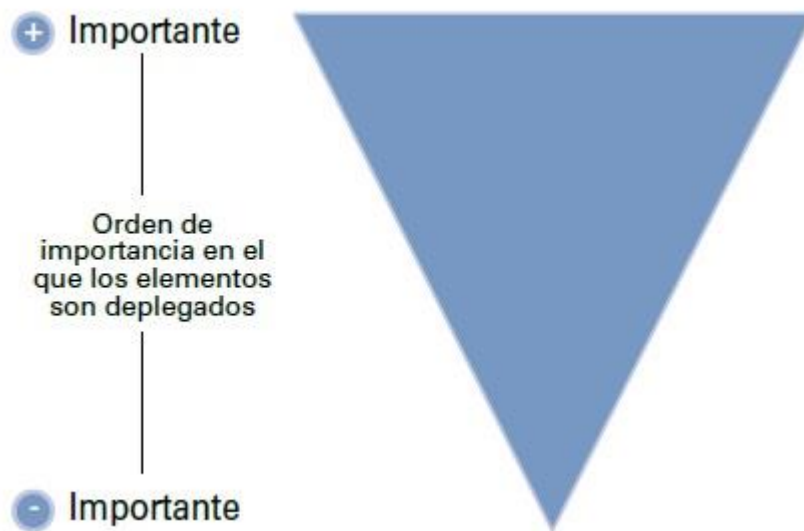 + Importante
Orden de
importancia en el
que los elementos
son deplegados
- Importante